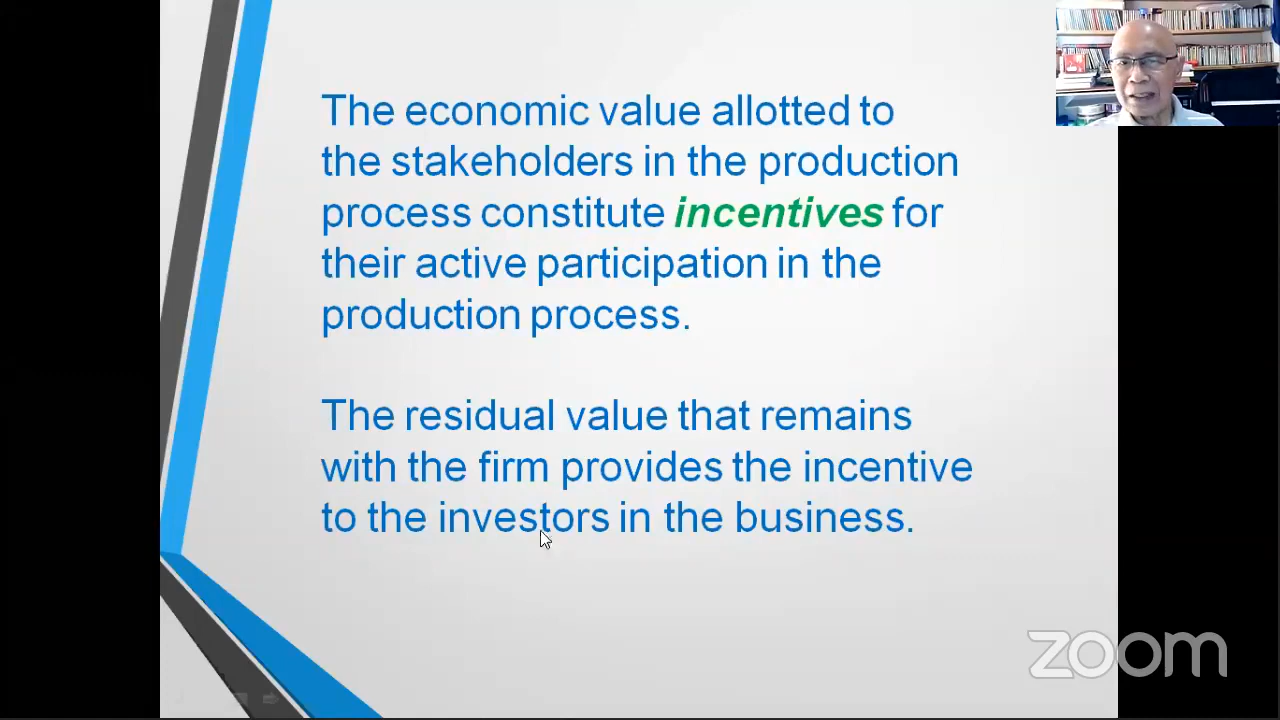 The economic value allotted to
the stakeholders in the production
process constitute incentives for
their active participation in the
production process.
The residual value that remains
with the firm provides the incentive
to the investors in the business.
zoom